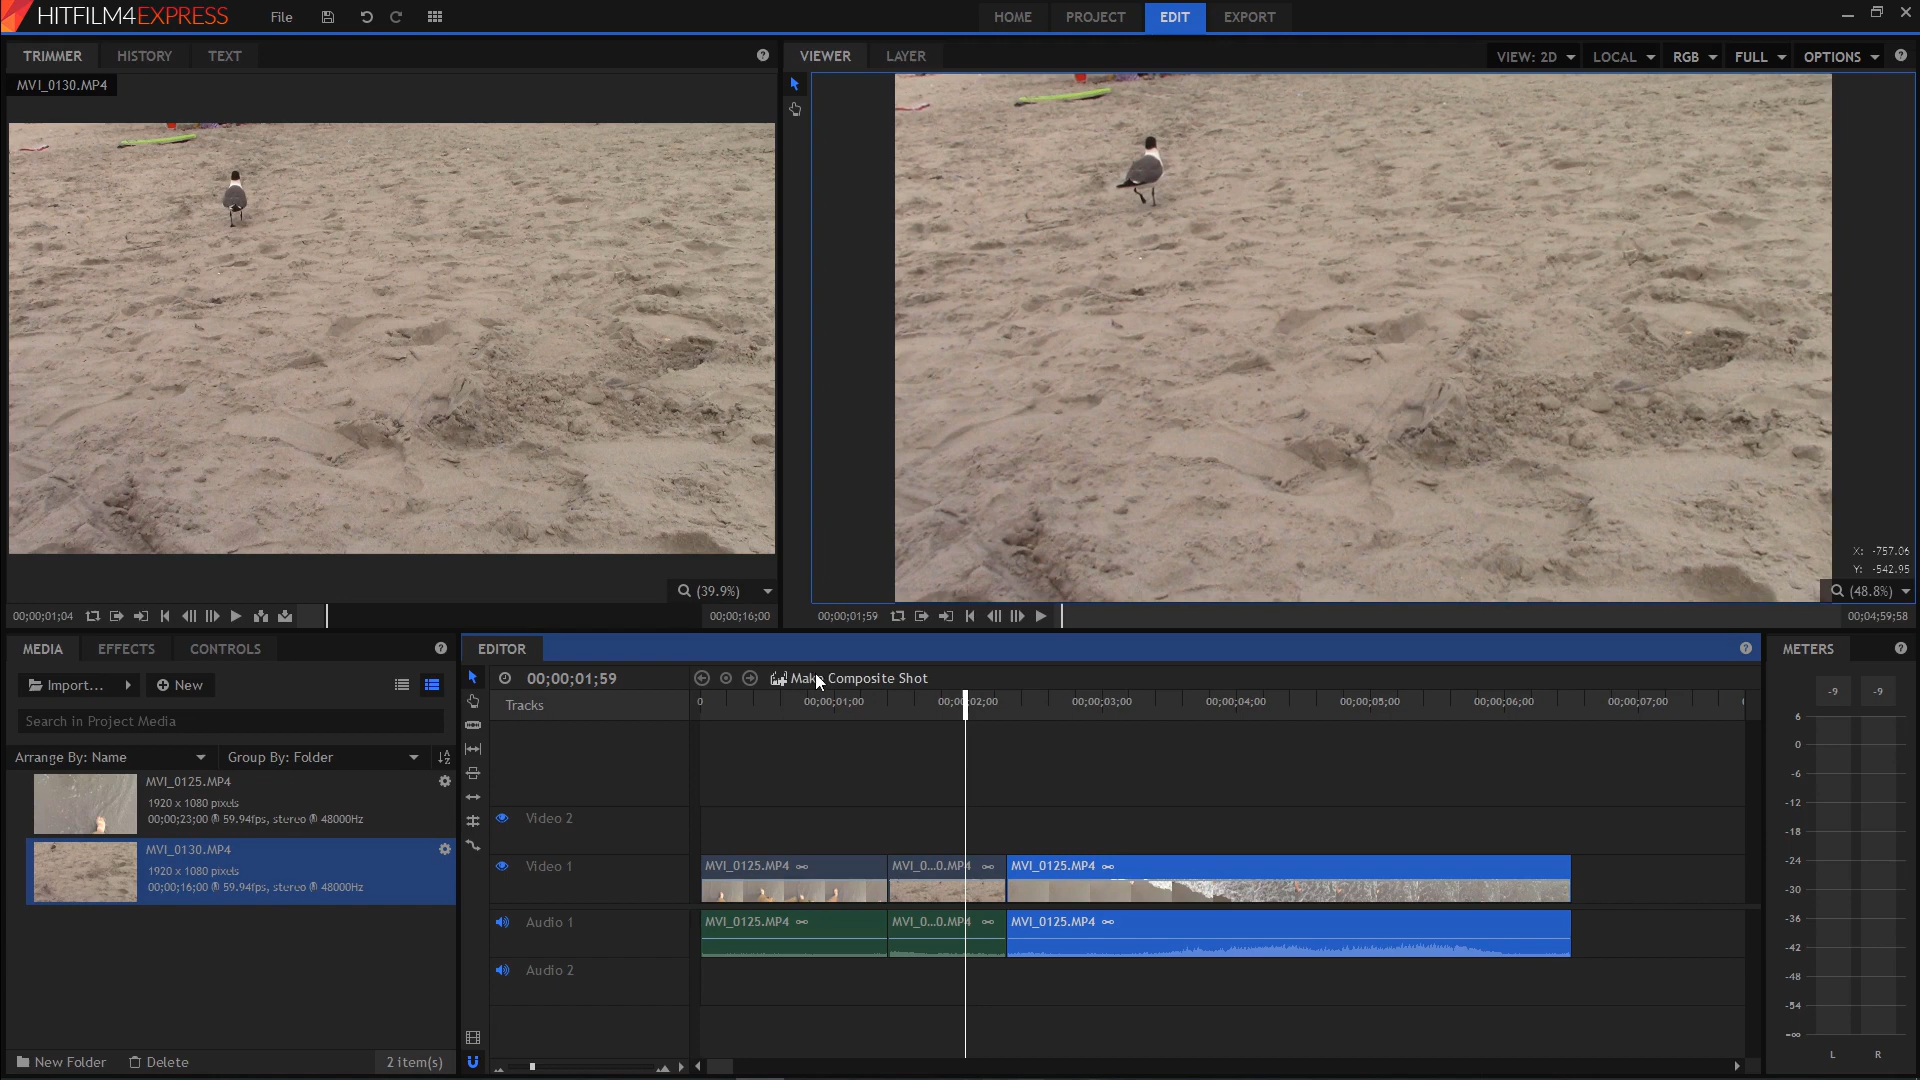 HITFILM4EXPRESS
File
HOME
PROJECT
EDIT
EXPORT
TRIMMER
HISTORY
TEXT
MVI_0130.MP4
(39.9%)
00;00;01;04
00;00;16;00
VIEWER
LAYER
VIEW: 2D
LOCAL
RGB
FULL
OPTIONS
X: -757.06
Y: -542.95
(48.8%)
00;00;01;59
00;04;59;58
MEDIA
EFFECTS
CONTROLS
Import...
New
Search in Project Media
Arrange By: Name
Group By: Folder
MVI_0125.MP4
1920 x 1080 pixels
00;00;23;00 @ 59.94fps, stereo @ 48000Hz
MVI_0130.MP4
1920 x 1080 pixels
00;00;16;00 @ 59.94fps, stereo @ 48000Hz
New Folder
Delete
2 item(s)
EDITOR
00;00;01;59
Make Composite Shot
Tracks
0
00;00;01;00
00;00;02;00
00;00;03;00
00;00;04;00
00;00;05;00
00;00;06;00
00;00;07;00
Video 2
Video 1
MVI_0125.MP4
MVI_0...0.MP4
MVI_0125.MP4
Audio 1
MVI_0125.MP4
MVI_0...0.MP4
MVI_0125.MP4
Audio 2
METERS
-9
-9
6
0
-6
-12
-18
-24
-30
-36
-42
-48
-54
-∞
L
R